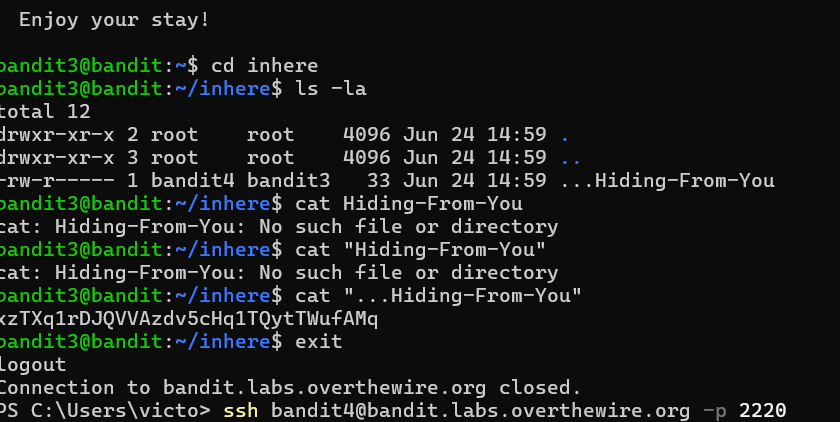 Enjoy your stay!
bandit3@bandit:~$ cd inhere
bandit3@bandit:~/inhere$ ls -la
total 12
drwxr-xr-x 2 root    root    4096 Jun 24 14:59 .
drwxr-xr-x 3 root    root    4096 Jun 24 14:59 ..
-rw-r----- 1 bandit4 bandit3   33 Jun 24 14:59 ...Hiding-From-You
bandit3@bandit:~/inhere$ cat Hiding-From-You
cat: Hiding-From-You: No such file or directory
bandit3@bandit:~/inhere$ cat "Hiding-From-You"
cat: Hiding-From-You: No such file or directory
bandit3@bandit:~/inhere$ cat "...Hiding-From-You"
xzTXq1rDJQVVAzdv5cHq1TQytTWufAMq
bandit3@bandit:~/inhere$ exit
logout
Connection to bandit.labs.overthewire.org closed.
PS C:\Users\victo> ssh bandit4@bandit.labs.overthewire.org -p 2220